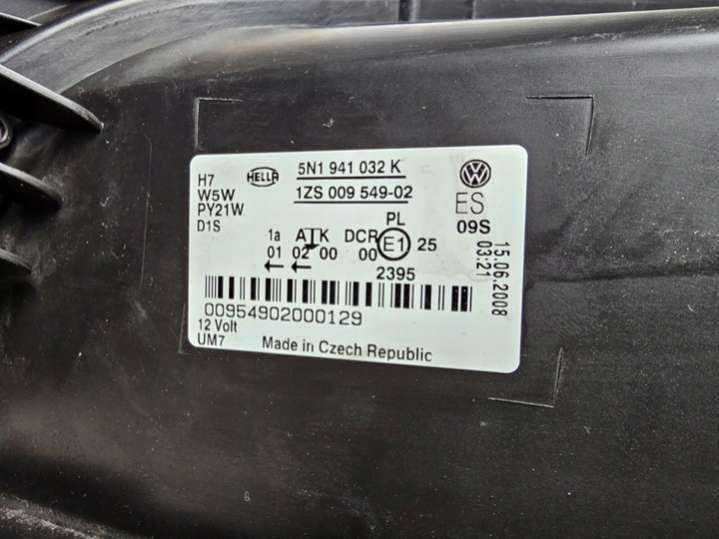 H7
W5W
PY21W
D1S
HELLA
5N1 941 032 K
1ZS 009 549-02
ES
09S
15.06.2008
03:21
PL
1a ATK DCR
01 02 00 00
E1 25
2395
00954902000129
12 Volt
UM7
Made in Czech Republic